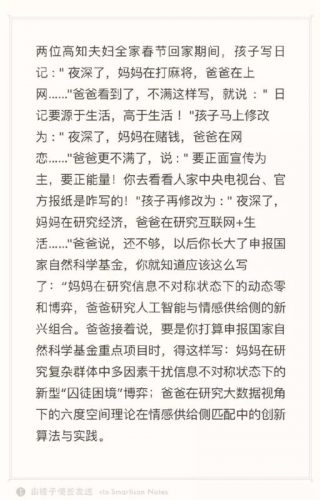 两位高知夫妇全家春节回家期间，孩子写日
记：" 夜深了，妈妈在打麻将，爸爸在上
网……"爸爸看到了，不满这样写，就说 ：" 日
记要源于生活，高于生活！ "孩子马上修改
为：" 夜深了，妈妈在赌钱，爸爸在网
恋……"爸爸更不满了，说：" 要正面宣传为
主，要正能量！你去看看人家中央电视台、官
方报纸是咋写的！ "孩子再修改为：" 夜深了，
妈妈在研究经济，爸爸在研究互联网+生
活……"爸爸说，还不够，以后你长大了申报国
家自然科学基金，你就知道应该这么写
了：“妈妈在研究信息不对称状态下的动态零
和博弈，爸爸研究人工智能与情感供给侧的新
兴组合。爸爸接着说，要是你打算申报国家自
然科学基金重点项目时，得这样写：妈妈在研
究复杂群体中多因素干扰信息不对称状态下的
新型“囚徒困境”博弈；爸爸在研究大数据视角
下的六度空间理论在情感供给侧匹配中的创新
算法与实践。
由锤子便签发送 via Smartisan Notes